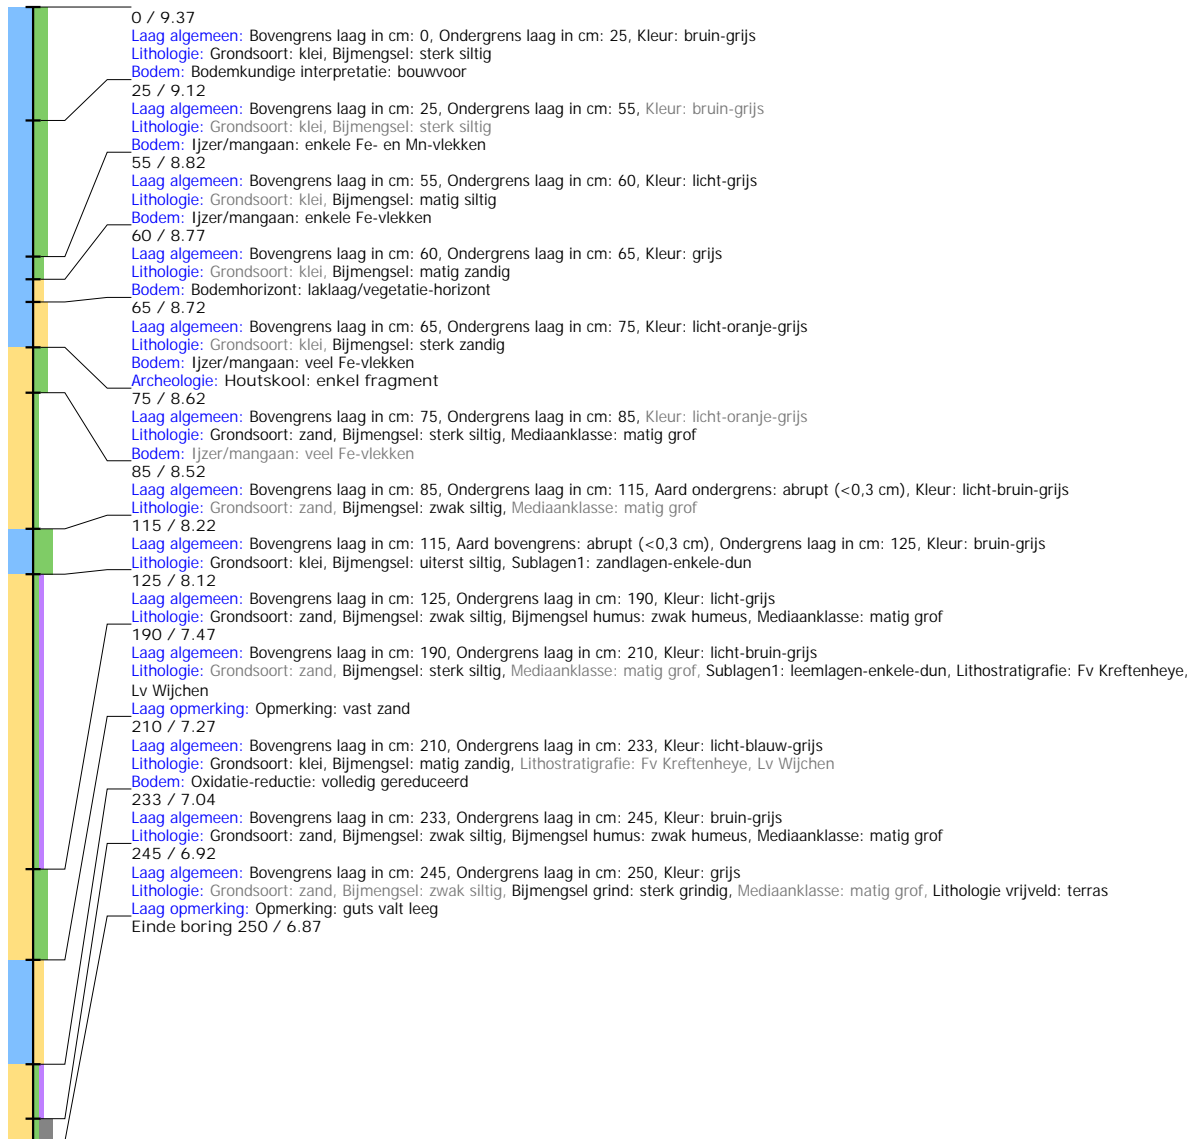 0 / 9.37
Laag algemeen: Bovengrens laag in cm: 0, Ondergrens laag in cm: 25, Kleur: bruin-grijs
Lithologie: Grondsoort: klei, Bijmengsel: sterk siltig
Bodem: Bodemkundige interpretatie: bouwvoor
25 / 9.12
Laag algemeen: Bovengrens laag in cm: 25, Ondergrens laag in cm: 55, Kleur: bruin-grijs
Lithologie: Grondsoort: klei, Bijmengsel: sterk siltig
Bodem: Ijzer/mangaan: enkele Fe- en Mn-vlekken
55 / 8.82
Laag algemeen: Bovengrens laag in cm: 55, Ondergrens laag in cm: 60, Kleur: licht-grijs
Lithologie: Grondsoort: klei, Bijmengsel: matig siltig
Bodem: Ijzer/mangaan: enkele Fe-vlekken
60 / 8.77
Laag algemeen: Bovengrens laag in cm: 60, Ondergrens laag in cm: 65, Kleur: grijs
Lithologie: Grondsoort: klei, Bijmengsel: matig zandig
Bodem: Bodemhorizont: laklaag/vegetatie-horizont
65 / 8.72
Laag algemeen: Bovengrens laag in cm: 65, Ondergrens laag in cm: 75, Kleur: licht-oranje-grijs
Lithologie: Grondsoort: klei, Bijmengsel: sterk zandig
Bodem: Ijzer/mangaan: veel Fe-vlekken
Archeologie: Houtskool: enkel fragment
75 / 8.62
Laag algemeen: Bovengrens laag in cm: 75, Ondergrens laag in cm: 85, Kleur: licht-oranje-grijs
Lithologie: Grondsoort: zand, Bijmengsel: sterk siltig, Mediaanklasse: matig grof
Bodem: Ijzer/mangaan: veel Fe-vlekken
85 / 8.52
Laag algemeen: Bovengrens laag in cm: 85, Ondergrens laag in cm: 115, Aard ondergrens: abrupt (<0,3 cm), Kleur: licht-bruin-grijs
Lithologie: Grondsoort: zand, Bijmengsel: zwak siltig, Mediaanklasse: matig grof
115 / 8.22
Laag algemeen: Bovengrens laag in cm: 115, Aard bovengrens: abrupt (<0,3 cm), Ondergrens laag in cm: 125, Kleur: bruin-grijs
Lithologie: Grondsoort: klei, Bijmengsel: uiterst siltig, Sublagen1: zandlagen-enkele-dun
125 / 8.12
Laag algemeen: Bovengrens laag in cm: 125, Ondergrens laag in cm: 190, Kleur: licht-grijs
Lithologie: Grondsoort: zand, Bijmengsel: zwak siltig, Bijmengsel humus: zwak humeus, Mediaanklasse: matig grof
190 / 7.47
Laag algemeen: Bovengrens laag in cm: 190, Ondergrens laag in cm: 210, Kleur: licht-bruin-grijs
Lithologie: Grondsoort: zand, Bijmengsel: sterk siltig, Mediaanklasse: matig grof, Sublagen1: leemlagen-enkele-dun, Lithostratigrafie: Fv Kreftenheye,
Lv Wijchen
Laag opmerking: Opmerking: vast zand
210 / 7.27
Laag algemeen: Bovengrens laag in cm: 210, Ondergrens laag in cm: 233, Kleur: licht-blauw-grijs
Lithologie: Grondsoort: klei, Bijmengsel: matig zandig, Lithostratigrafie: Fv Kreftenheye, Lv Wijchen
Bodem: Oxidatie-reductie: volledig gereduceerd
233 / 7.04
Laag algemeen: Bovengrens laag in cm: 233, Ondergrens laag in cm: 245, Kleur: bruin-grijs
Lithologie: Grondsoort: zand, Bijmengsel: zwak siltig, Bijmengsel humus: zwak humeus, Mediaanklasse: matig grof
245 / 6.92
Laag algemeen: Bovengrens laag in cm: 245, Ondergrens laag in cm: 250, Kleur: grijs
Lithologie: Grondsoort: zand, Bijmengsel: zwak siltig, Bijmengsel grind: sterk grindig, Mediaanklasse: matig grof, Lithologie vrijveld: terras
Laag opmerking: Opmerking: guts valt leeg
Einde boring 250 / 6.87